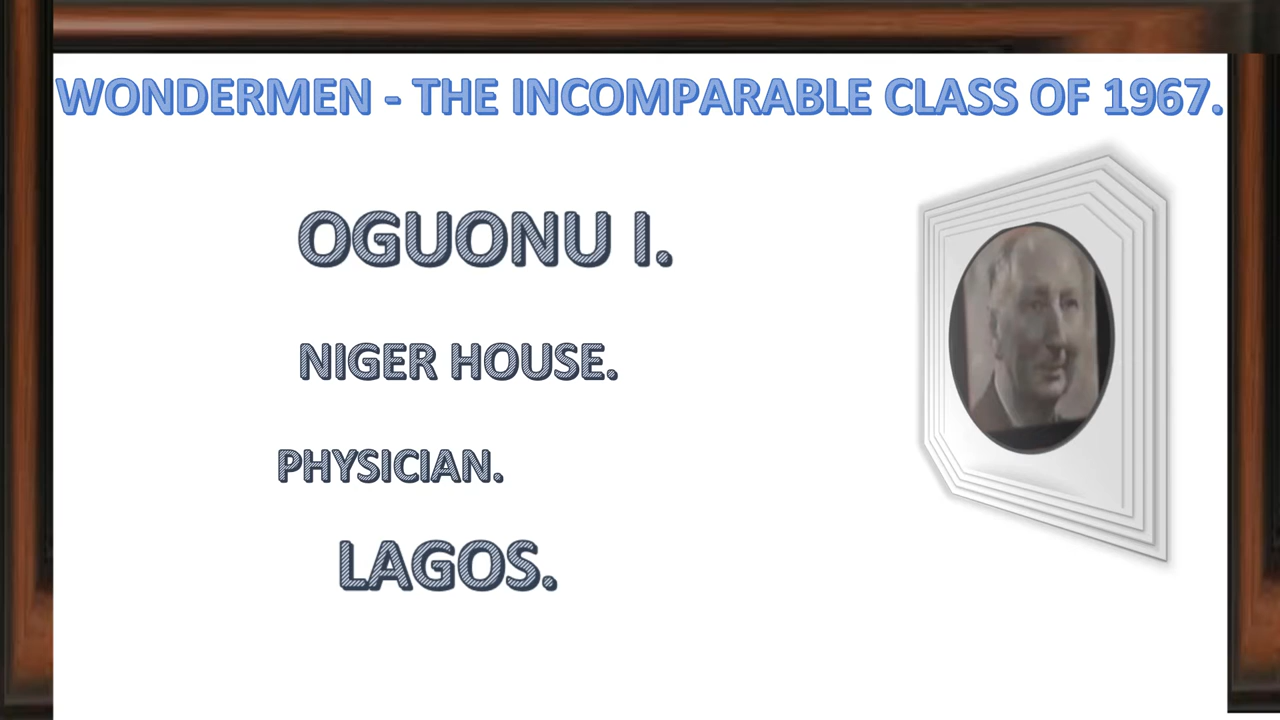 WONDERMEN - THE INCOMPARABLE CLASS OF 1967.
OGUONU I.
NIGER HOUSE.
PHYSICIAN.
LAGOS.